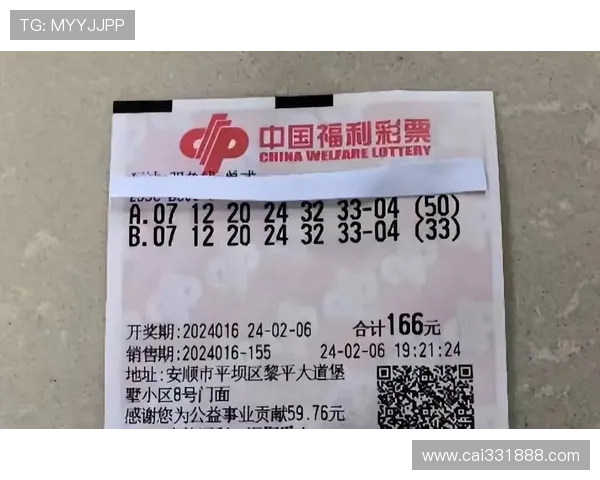 TG: MYYJJPP
中国福利彩票
CHINA WELFARE LOTTERY
A.07 12 20 24 32 33-04 (50)
B.07 12 20 24 32 33-04 (33)
开奖期:2024016 24-02-06 合计166元
销售期:2024016-155 24-02-06 19:21:24
地址:安顺市平坝区黎平大道堡
墅小区8号门面
感谢您为公益事业贡献59.76元
www.cai331888.com